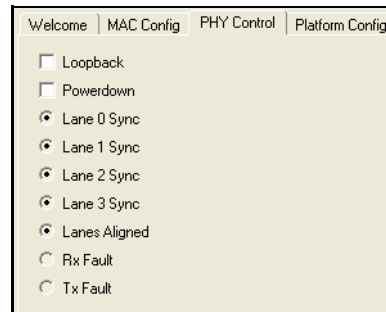 Welcome MAC Config PHY Control Platform Config
Loopback
Powerdown
Lane 0 Sync
Lane 1 Sync
Lane 2 Sync
Lane 3 Sync
Lanes Aligned
Rx Fault
Tx Fault